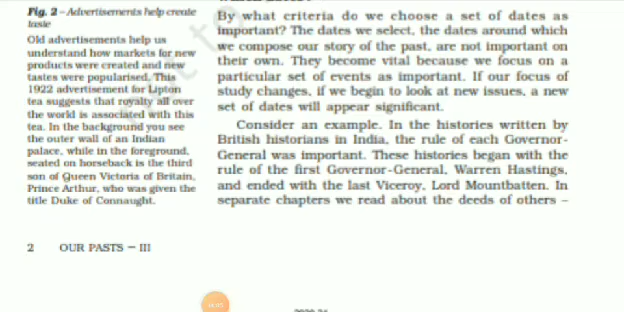 Fig. 2 – Advertisements help create
taste
Old advertisements help us
understand how markets for new
products were created and new
tastes were popularised. This
1922 advertisement for Lipton
tea suggests that royalty all over
the world is associated with this
tea. In the background you see
the outer wall of an Indian
palace, while in the foreground,
seated on horseback is the third
son of Queen Victoria of Britain,
Prince Arthur, who was given the
title Duke of Connaught.
By what criteria do we choose a set of dates as
important? The dates we select, the dates around which
we compose our story of the past, are not important on
their own. They become vital because we focus on a
particular set of events as important. If our focus of
study changes, if we begin to look at new issues, a new
set of dates will appear significant.
Consider an example. In the histories written by
British historians in India, the rule of each Governor-
General was important. These histories began with the
rule of the first Governor-General, Warren Hastings,
and ended with the last Viceroy, Lord Mountbatten. In
separate chapters we read about the deeds of others –
2 OUR PASTS – III